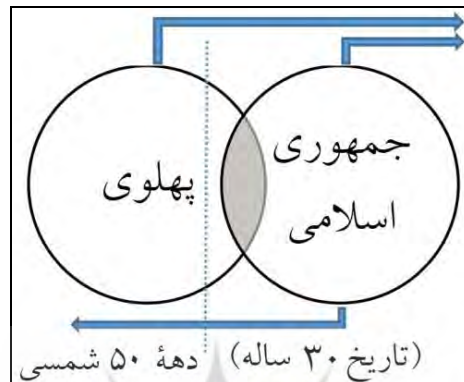 جمهوری
اسلامی
پهلوی
(تاریخ ۳۰ ساله) دههٔ ۵۰ شمسی